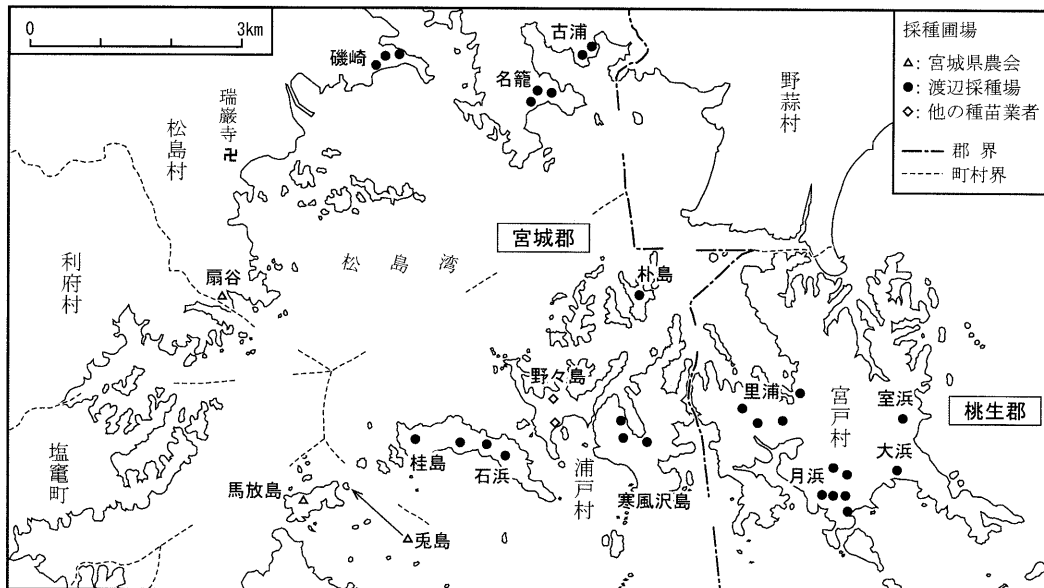 0 3km
採種圃場
△:宮城県農会
●:渡辺採種場
◇:他の種苗業者
郡界
町村界
古浦
磯崎
名籠
野蒜村
瑞巌寺
卍
松島村
宮城郡
利府村
松島湾
扇谷
朴島
野々島
里浦
宮戸村
室浜
桃生郡
塩竈町
桂島
石浜
浦戸村
月浜
大浜
馬放島
寒風沢島
△兎島